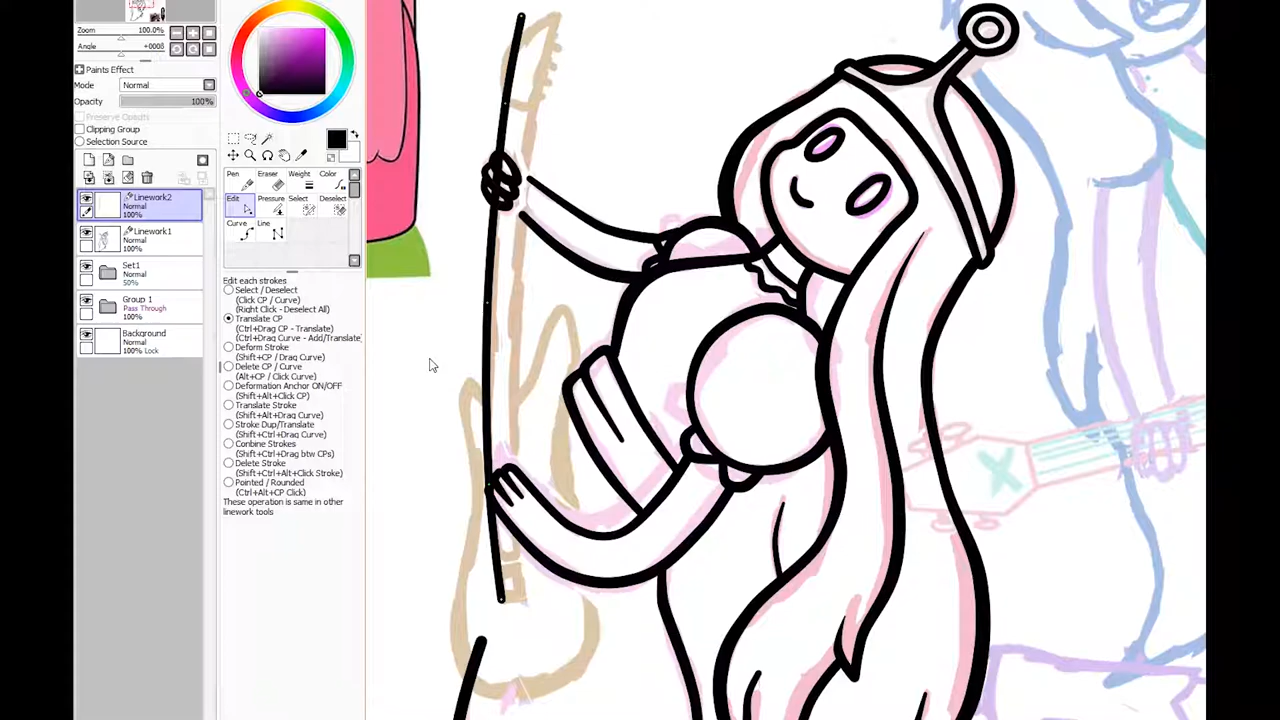 Zoom 100.0%
Angle +0008
Paints Effect
Mode Normal
Opacity 100%
Preserve Opacity
Clipping Group
Selection Source
Linework2
Normal
100%
Linework1
Normal
100%
Set1
Normal
50%
Group 1
Pass Through
100%
Background
Normal
100% Lock
Pen Eraser Weight Color
Edit Pressure Select Deselect
Curve Line
Edit each strokes
Select / Deselect
(Click CP / Curve)
(Right Click - Deselect All)
Translate CP
(Ctrl+Drag CP - Translate)
(Ctrl+Drag Curve - Add/Translate)
Deform Stroke
(Shift+CP / Drag Curve)
Delete CP / Curve
(Alt+CP / Click Curve)
Deformation Anchor ON/OFF
(Shift+Alt+Click CP)
Translate Stroke
(Shift+Alt+Drag Curve)
Stroke Dup/Translate
(Shift+Ctrl+Drag Curve)
Conbine Strokes
(Shift+Ctrl+Drag btw CPs)
Delete Stroke
(Shift+Ctrl+Alt+Click Stroke)
Pointed / Rounded
(Ctrl+Alt+CP Click)
These operation is same in other
linework tools